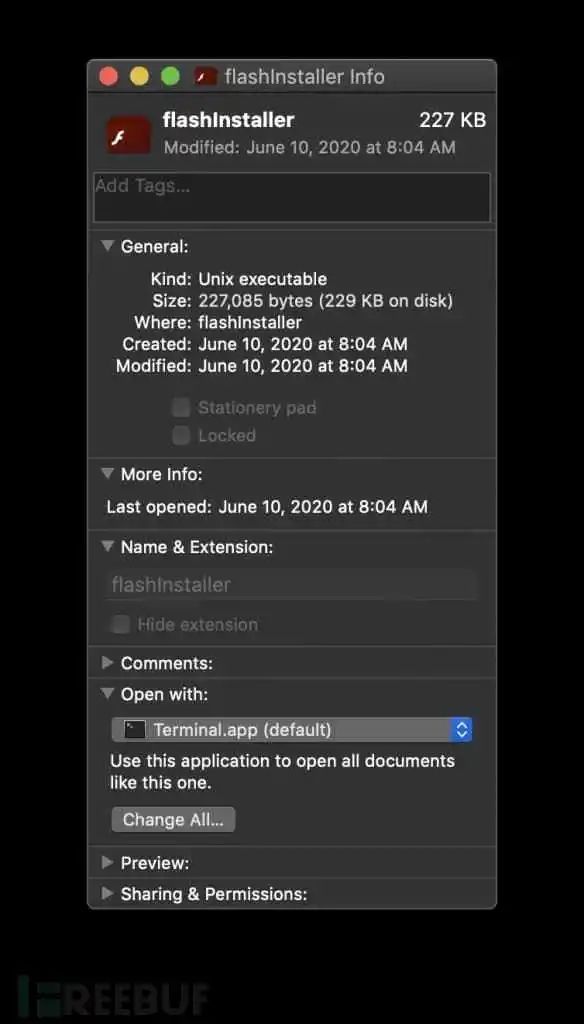 flashInstaller Info
flashInstaller 227 KB
Modified: June 10, 2020 at 8:04 AM
Add Tags...
General:
Kind: Unix executable
Size: 227,085 bytes (229 KB on disk)
Where: flashInstaller
Created: June 10, 2020 at 8:04 AM
Modified: June 10, 2020 at 8:04 AM
Stationery pad
Locked
More Info:
Last opened: June 10, 2020 at 8:04 AM
Name & Extension:
flashInstaller
Hide extension
Comments:
Open with:
Terminal.app (default)
Use this application to open all documents
like this one.
Change All...
Preview:
Sharing & Permissions:
FREEBUF